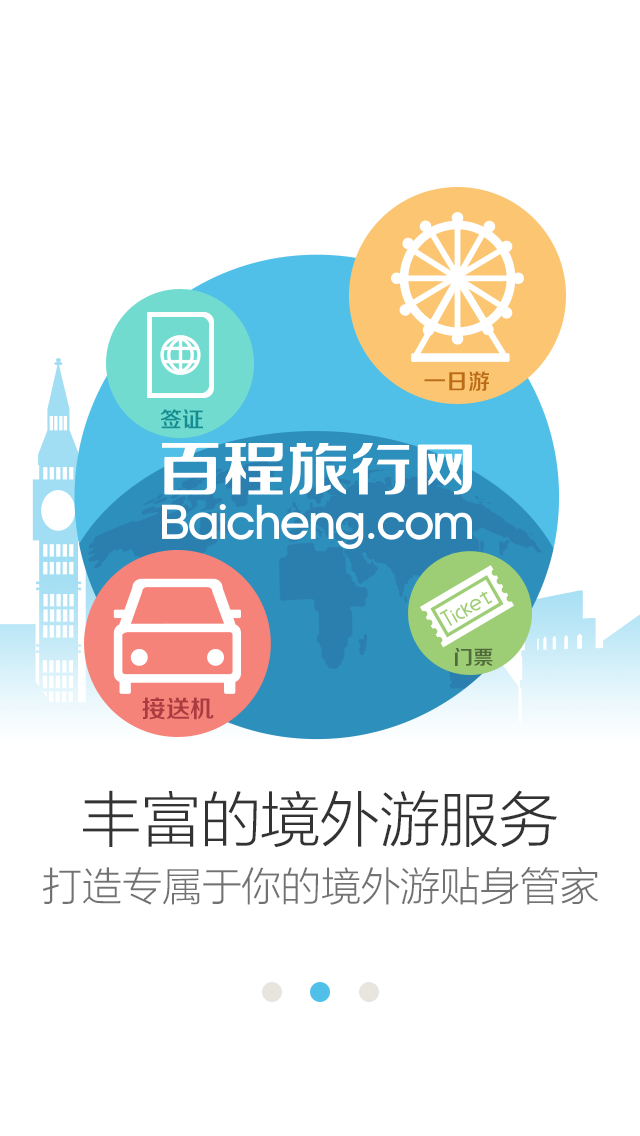 一日游
签证
百程旅行网
Baicheng.com
Ticket
门票
接送机
丰富的境外游服务
打造专属于你的境外游贴身管家